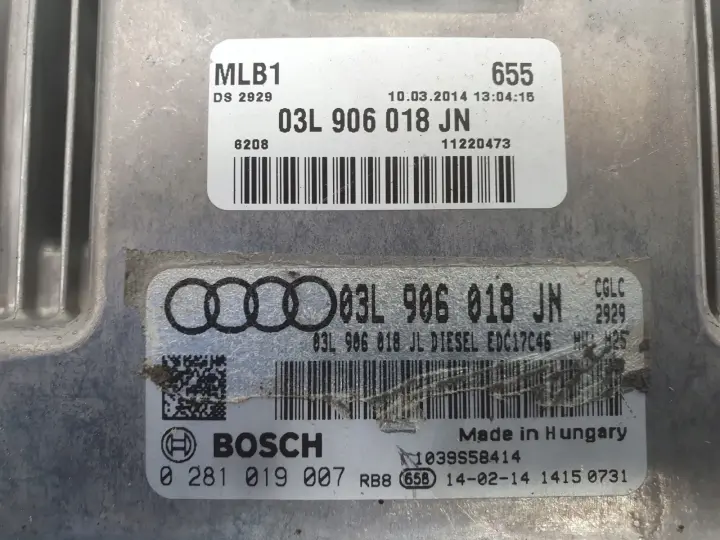 MLB1 655
DS 2929 10.03.2014 13:04:15
03L 906 018 JN
6208 11220473
03L 906 018 JN CGLC
2929
03L 906 018 JL DIESEL EDC17C46 H25
BOSCH Made in Hungary
1039S58414
0 281 019 007 RB8 658 14-02-14 1415 0731